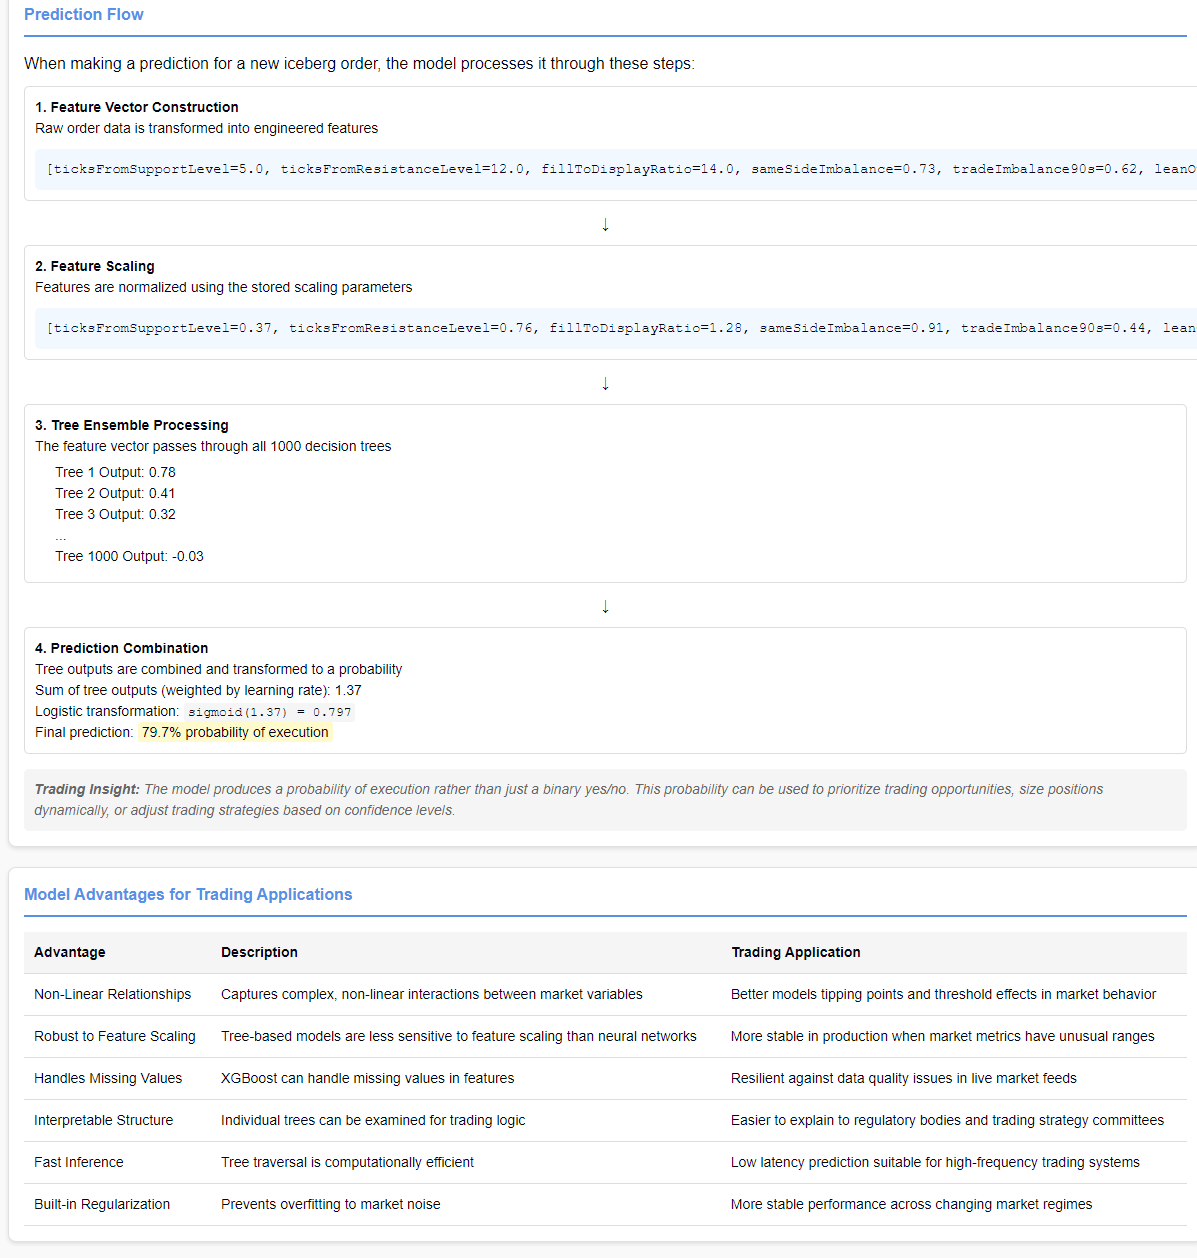 Prediction Flow
When making a prediction for a new iceberg order, the model processes it through these steps:
1. Feature Vector Construction
Raw order data is transformed into engineered features
[ticksFromSupportLevel=5.0, ticksFromResistanceLevel=12.0, fillToDisplayRatio=14.0, sameSideImbalance=0.73, tradeImbalance90s=0.62, leanO
↓
2. Feature Scaling
Features are normalized using the stored scaling parameters
[ticksFromSupportLevel=0.37, ticksFromResistanceLevel=0.76, fillToDisplayRatio=1.28, sameSideImbalance=0.91, tradeImbalance90s=0.44, lean
↓
3. Tree Ensemble Processing
The feature vector passes through all 1000 decision trees
Tree 1 Output: 0.78
Tree 2 Output: 0.41
Tree 3 Output: 0.32
...
Tree 1000 Output: -0.03
↓
4. Prediction Combination
Tree outputs are combined and transformed to a probability
Sum of tree outputs (weighted by learning rate): 1.37
Logistic transformation: sigmoid(1.37) = 0.797
Final prediction: 79.7% probability of execution
Trading Insight: The model produces a probability of execution rather than just a binary yes/no. This probability can be used to prioritize trading opportunities, size positions
dynamically, or adjust trading strategies based on confidence levels.
Model Advantages for Trading Applications
Advantage Description Trading Application
Non-Linear Relationships Captures complex, non-linear interactions between market variables Better models tipping points and threshold effects in market behavior
Robust to Feature Scaling Tree-based models are less sensitive to feature scaling than neural networks More stable in production when market metrics have unusual ranges
Handles Missing Values XGBoost can handle missing values in features Resilient against data quality issues in live market feeds
Interpretable Structure Individual trees can be examined for trading logic Easier to explain to regulatory bodies and trading strategy committees
Fast Inference Tree traversal is computationally efficient Low latency prediction suitable for high-frequency trading systems
Built-in Regularization Prevents overfitting to market noise More stable performance across changing market regimes